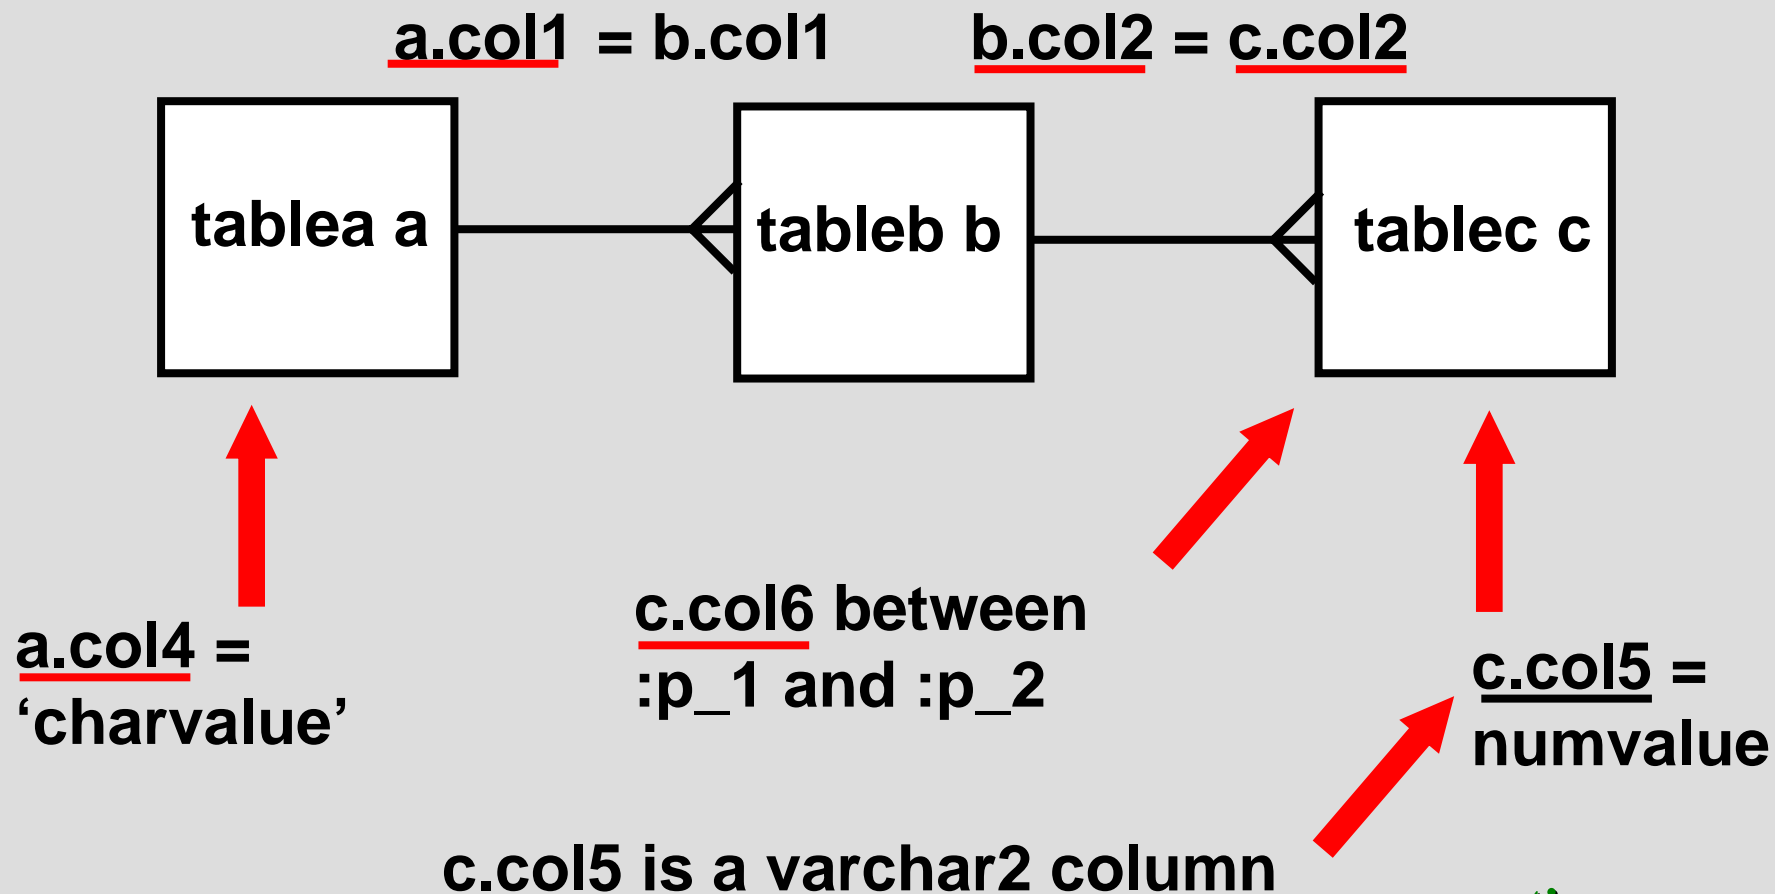 a.col1 = b.col1
b.col2 = c.col2
tablea a
tableb b
tablec c
a.col4 =
‘charvalue’
c.col6 between
:p_1 and :p_2
c.col5 =
numvalue
c.col5 is a varchar2 column